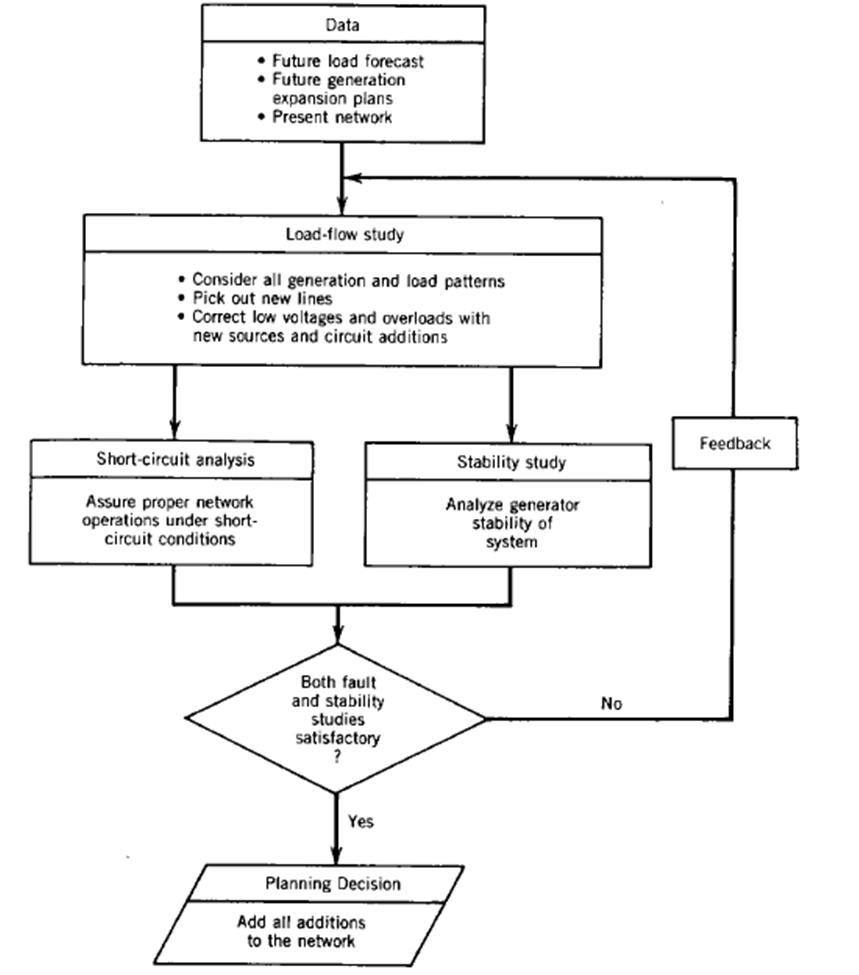 Data
• Future load forecast
• Future generation
expansion plans
• Present network
Load-flow study
• Consider all generation and load patterns
• Pick out new lines
• Correct low voltages and overloads with
new sources and circuit additions
Short-circuit analysis
Assure proper network
operations under short-
circuit conditions
Stability study
Analyze generator
stability of
system
Feedback
Both fault
and stability
studies
satisfactory
?
No
Yes
Planning Decision
Add all additions
to the network